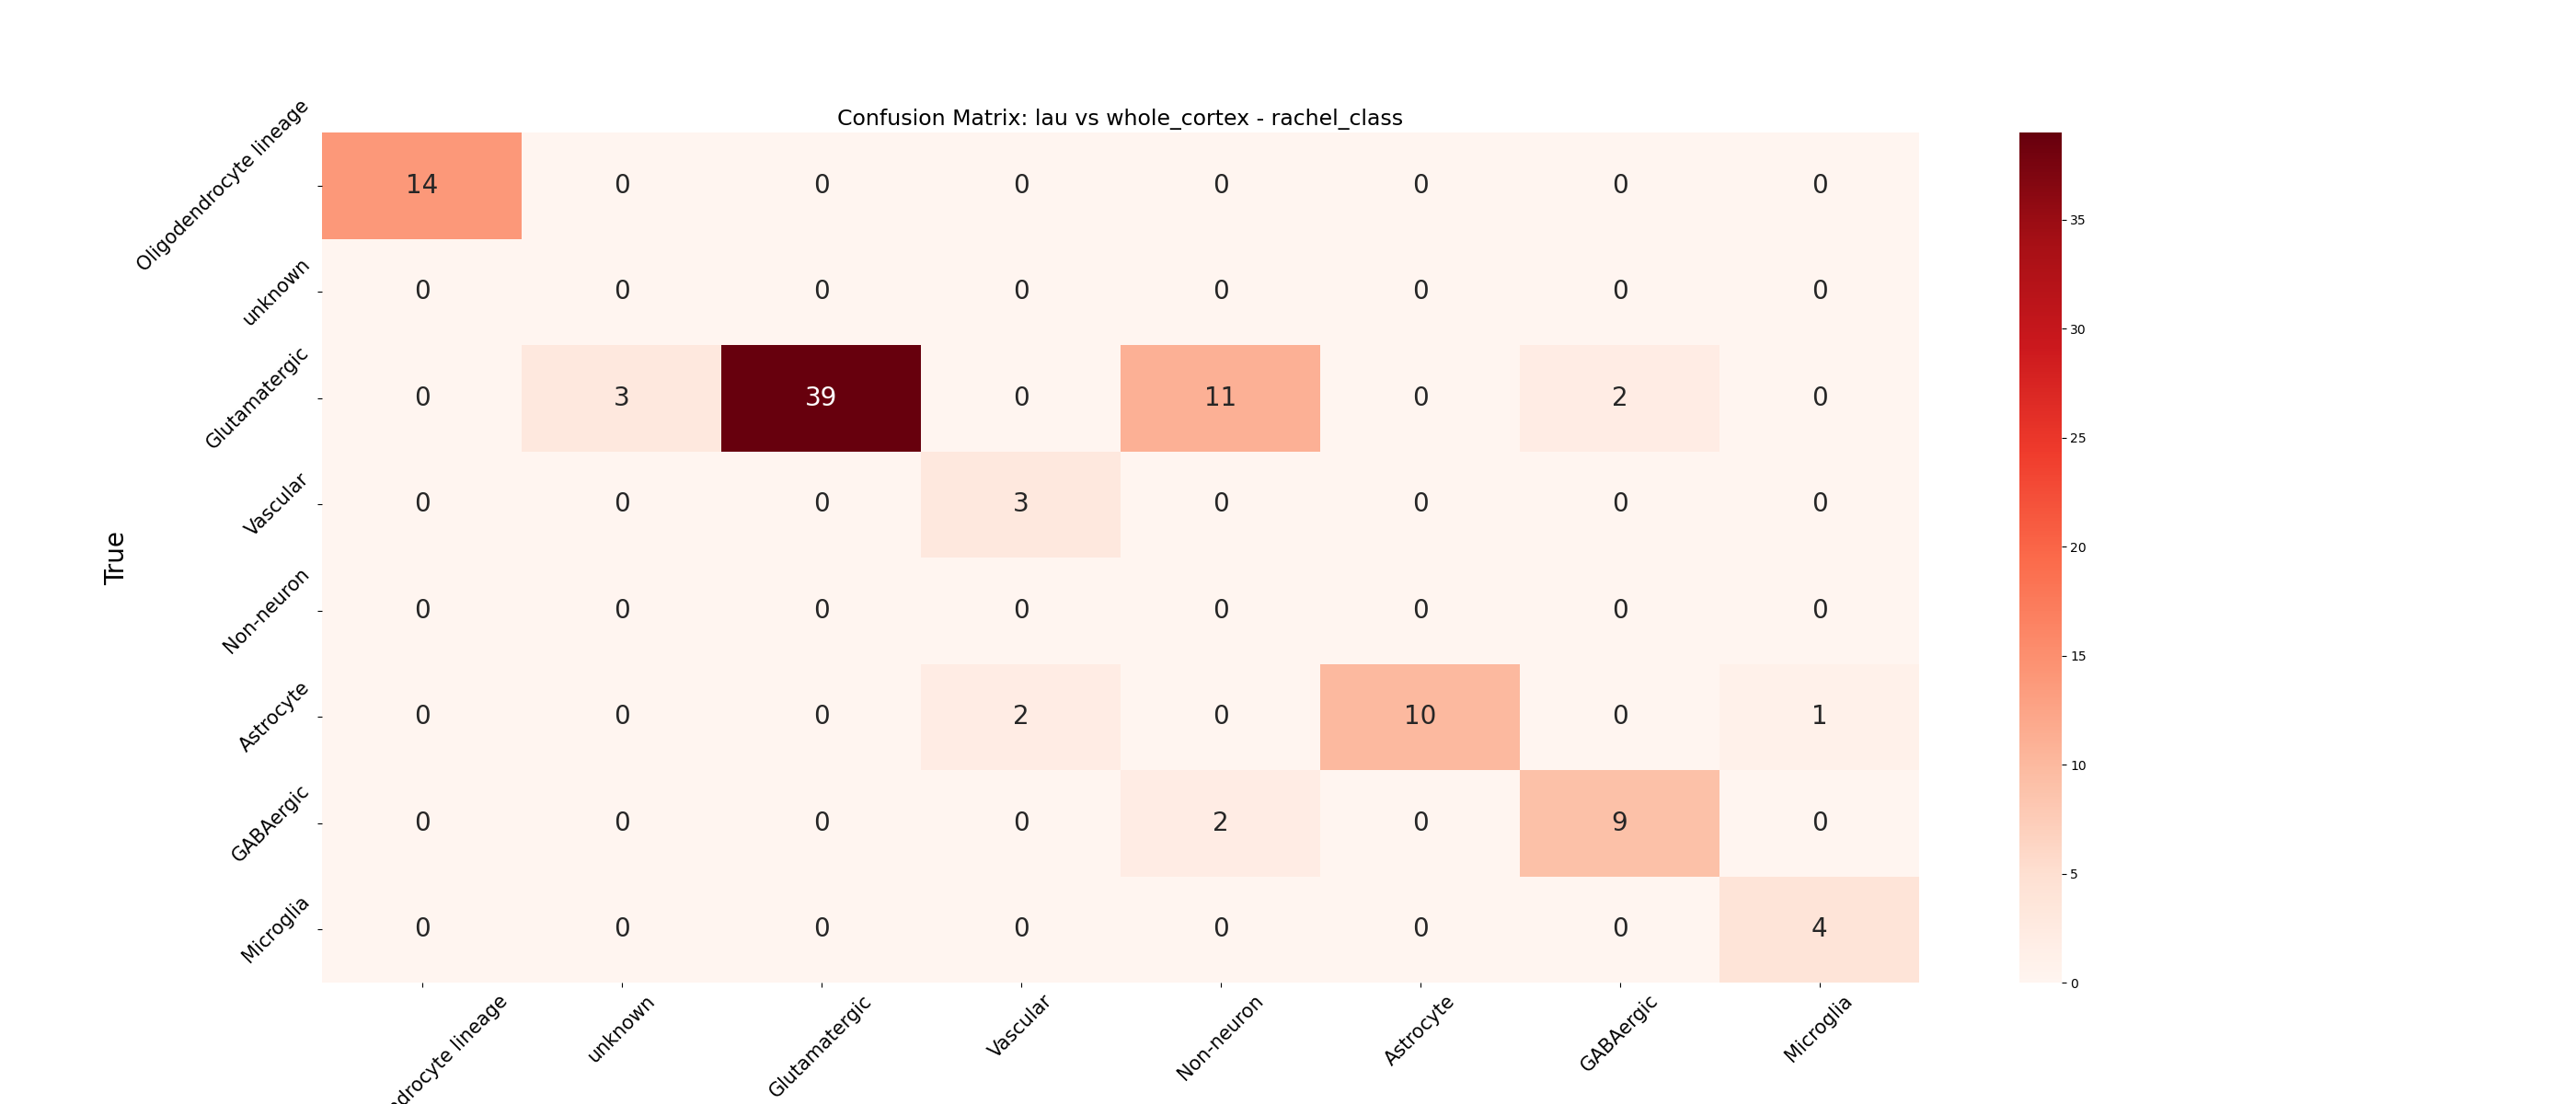 Confusion Matrix: lau vs whole_cortex - rachel_class
True
Oligodendrocyte lineage 14 0 0 0 0 0 0 0
unknown 0 0 0 0 0 0 0 0
Glutamatergic 0 3 39 0 11 0 2 0
Vascular 0 0 0 3 0 0 0 0
Non-neuron 0 0 0 0 0 0 0 0
Astrocyte 0 0 0 2 0 10 0 1
GABAergic 0 0 0 0 2 0 9 0
Microglia 0 0 0 0 0 0 0 4
ndrocyte lineage unknown Glutamatergic Vascular Non-neuron Astrocyte GABAergic Microglia
35
30
25
20
15
10
5
0